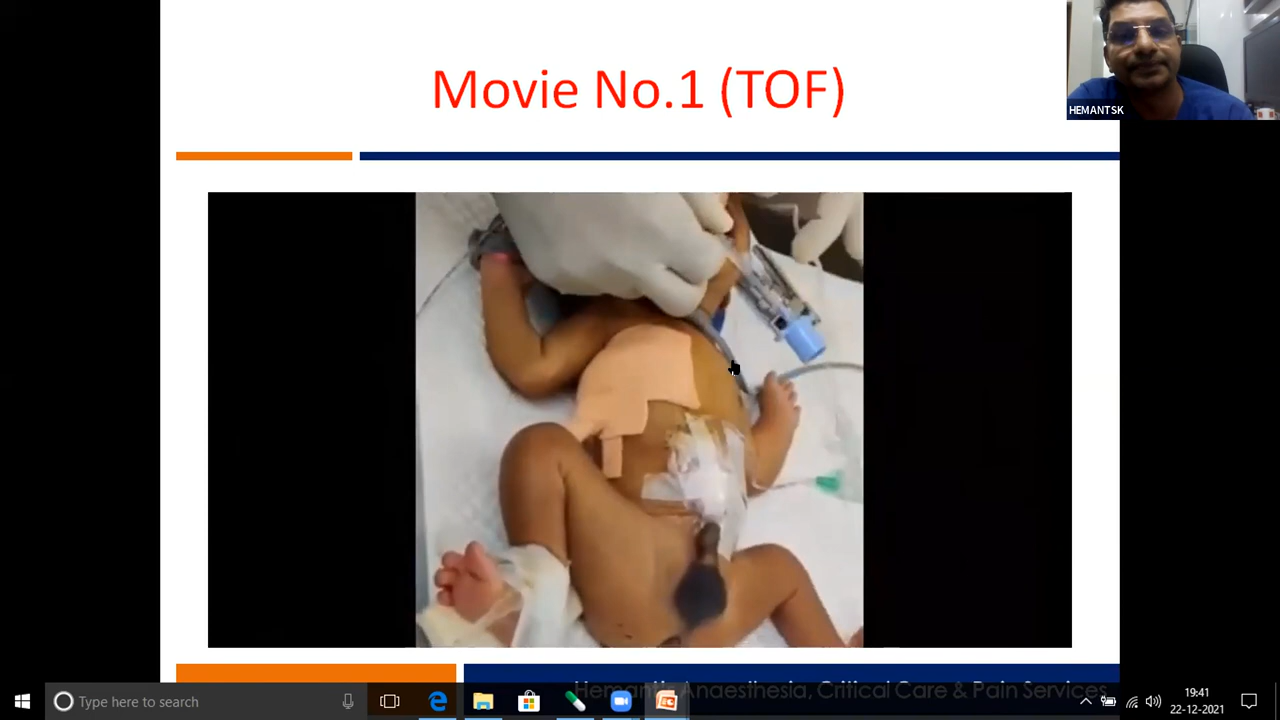 Movie No.1 (TOF)
HEMANTSK
Hemant's Anaesthesia, Critical Care & Pain Services
Type here to search
19:41
22-12-2021